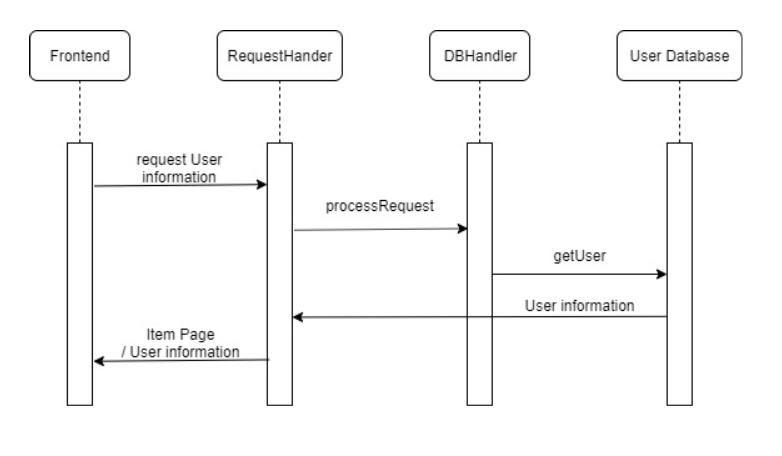 Frontend
RequestHander
DBHandler
User Database
request User
information
processRequest
getUser
User information
Item Page
/ User information